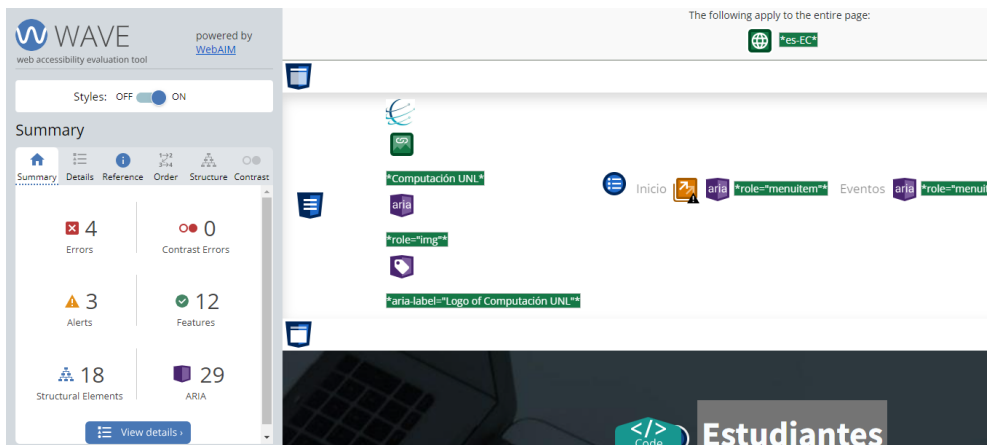 WAVE
web accessibility evaluation tool
powered by
WebAIM
Styles: OFF ON
Summary
Summary Details Reference Order Structure Contrast
4
Errors
0
Contrast Errors
3
Alerts
12
Features
18
Structural Elements
29
ARIA
View details ›
The following apply to the entire page:
*es-EC*
*Computación UNL*
aria
*role="img"*
*aria-label="Logo of Computación UNL"*
Inicio aria *role="menuitem"* Eventos aria *role="menuit
</> Code
Estudiantes